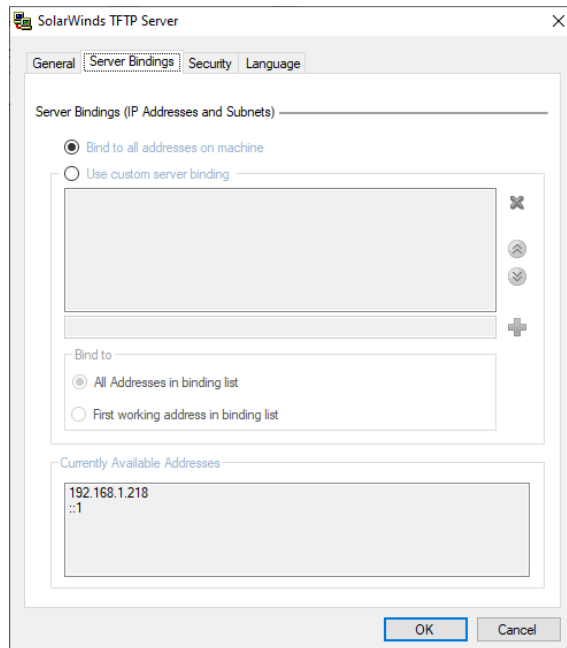 SolarWinds TFTP Server
General Server Bindings Security Language
Server Bindings (IP Addresses and Subnets)
Bind to all addresses on machine
Use custom server binding
Bind to
All Addresses in binding list
First working address in binding list
Currently Available Addresses
192.168.1.218
::1
OK Cancel